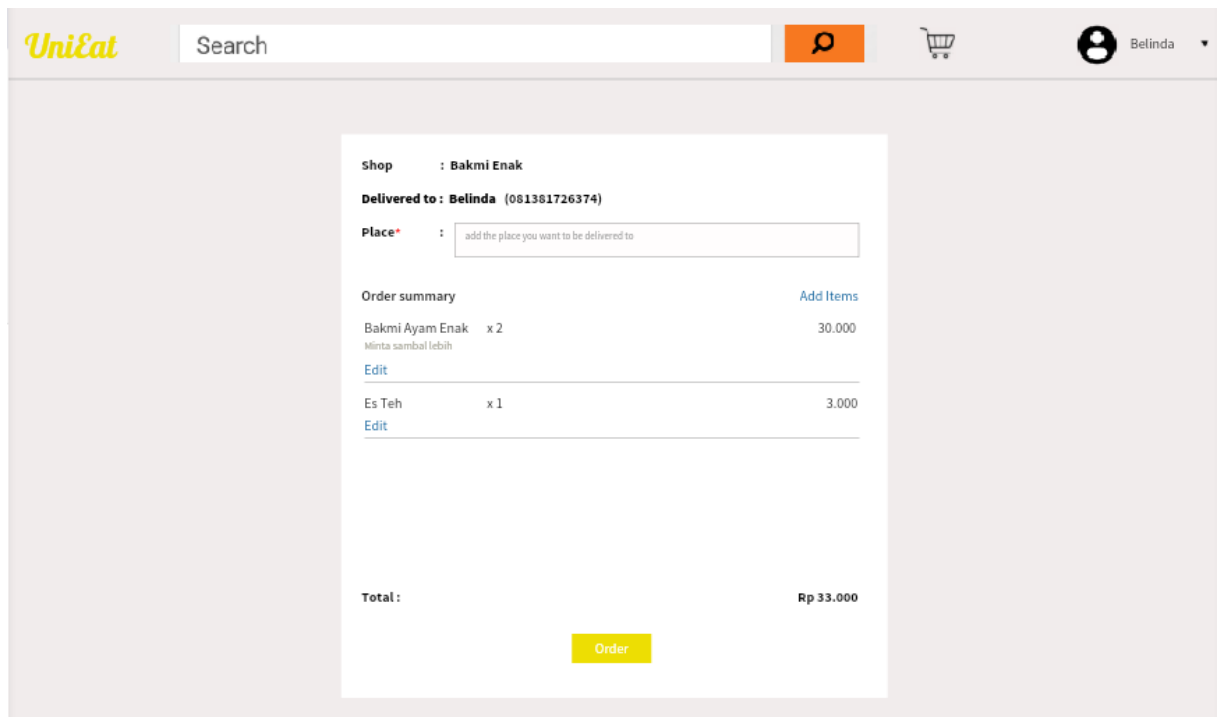 UniEat Search Belinda
Shop : Bakmi Enak
Delivered to : Belinda (081381726374)
Place* : add the place you want to be delivered to
Order summary Add Items
Bakmi Ayam Enak x 2 30.000
Minta sambal lebih
Edit
Es Teh x 1 3.000
Edit
Total : Rp 33.000
Order